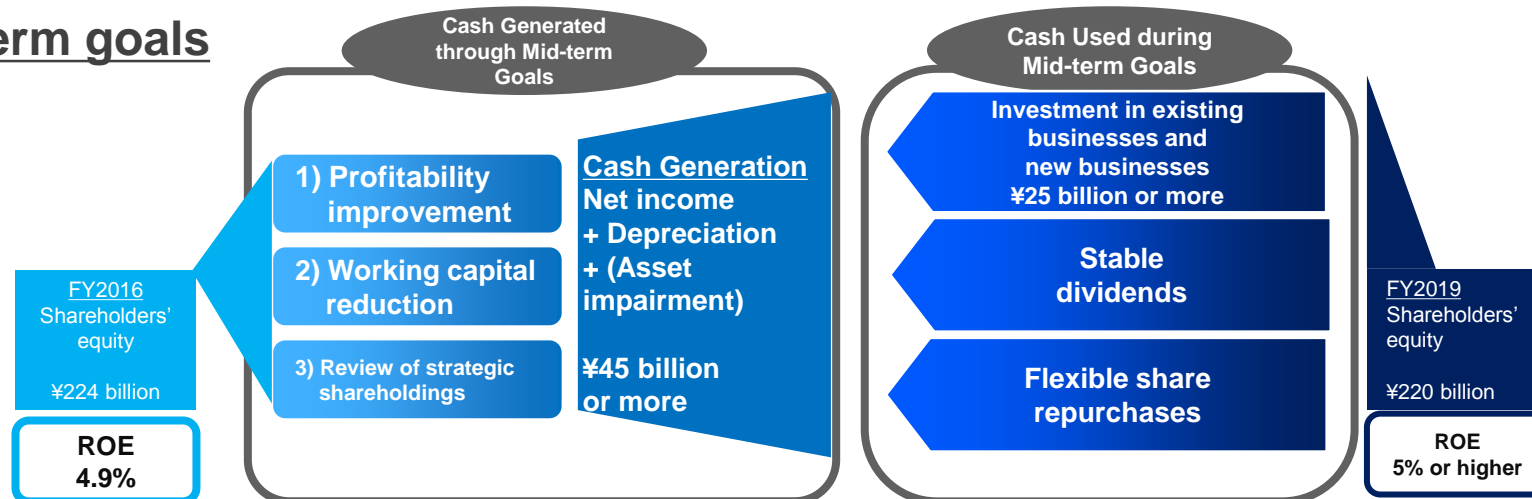 erm goals
Cash Generated
through Mid-term
Goals
Cash Used during
Mid-term Goals
1) Profitability
improvement
2) Working capital
reduction
3) Review of strategic
shareholdings
Cash Generation
Net income
+ Depreciation
+ (Asset
impairment)
¥45 billion
or more
Investment in existing
businesses and
new businesses
¥25 billion or more
Stable
dividends
Flexible share
repurchases
FY2016
Shareholders'
equity
¥224 billion
ROE
4.9%
FY2019
Shareholders'
equity
¥220 billion
ROE
5% or higher